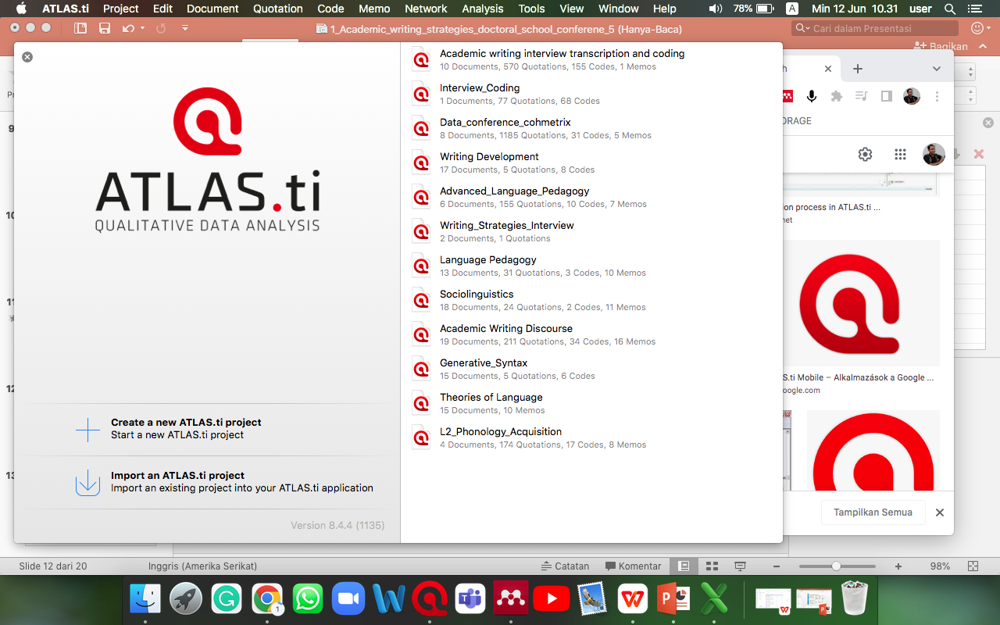 ATLAS.ti Project Edit Document Quotation Code Memo Network Analysis Tools View Window Help 78% A Min 12 Jun 10.31 user
1_Academic_writing_strategies_doctoral_school_conferene_5 (Hanya-Baca)
Cari dalam Presentasi
Bagikan
ATLAS.ti
QUALITATIVE DATA ANALYSIS
Create a new ATLAS.ti project
Start a new ATLAS.ti project
Import an ATLAS.ti project
Import an existing project into your ATLAS.ti application
Version 8.4.4 (1135)
Academic writing interview transcription and coding
10 Documents, 570 Quotations, 155 Codes, 1 Memos
Interview_Coding
1 Documents, 77 Quotations, 68 Codes
Data_conference_cohmetrix
8 Documents, 1185 Quotations, 31 Codes, 5 Memos
Writing Development
17 Documents, 5 Quotations, 8 Codes
Advanced_Language_Pedagogy
6 Documents, 155 Quotations, 10 Codes, 7 Memos
Writing_Strategies_Interview
2 Documents, 1 Quotations
Language Pedagogy
13 Documents, 31 Quotations, 3 Codes, 10 Memos
Sociolinguistics
18 Documents, 24 Quotations, 2 Codes, 11 Memos
Academic Writing Discourse
19 Documents, 211 Quotations, 34 Codes, 16 Memos
Generative_Syntax
15 Documents, 5 Quotations, 6 Codes
Theories of Language
15 Documents, 10 Memos
L2_Phonology_Acquisition
4 Documents, 174 Quotations, 17 Codes, 8 Memos
9
10
11
12
13
h
ORAGE
on process in ATLAS.ti ...
net
S.ti Mobile – Alkalmazások a Google ...
oogle.com
Tampilkan Semua
Slide 12 dari 20 Inggris (Amerika Serikat) Catatan Komentar 98%
1